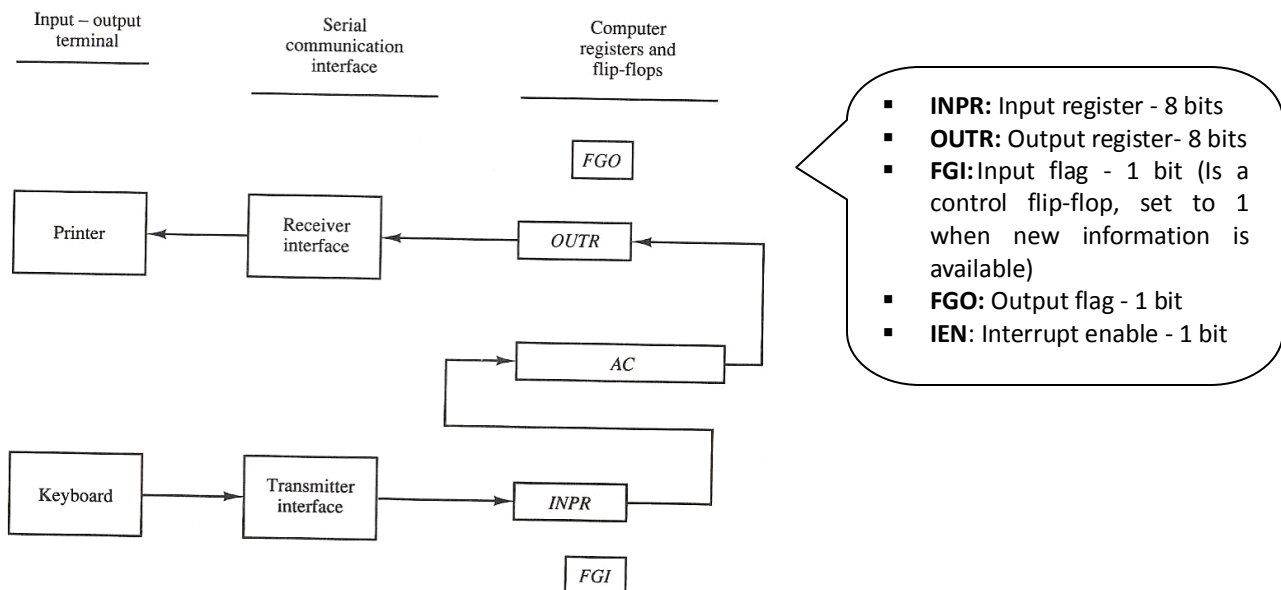 Input – output
terminal
Serial
communication
interface
Computer
registers and
flip-flops
FGO
Printer
Receiver
interface
OUTR
AC
Keyboard
Transmitter
interface
INPR
FGI
▪ INPR: Input register - 8 bits
▪ OUTR: Output register- 8 bits
▪ FGI: Input flag - 1 bit (Is a
control flip-flop, set to 1
when new information is
available)
▪ FGO: Output flag - 1 bit
▪ IEN: Interrupt enable - 1 bit